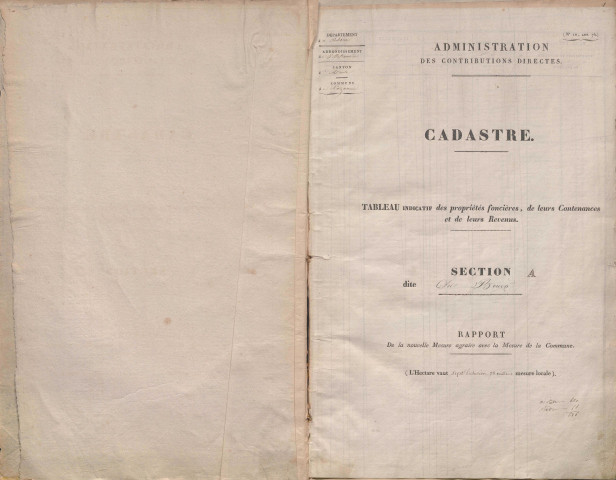 DÉPARTEMENT
ARRONDISSEMENT
CANTON
COMMUNE
ADMINISTRATION
DES CONTRIBUTIONS DIRECTES.
CADASTRE.
TABLEAU INDICATIF des propriétés foncières, de leurs Contenances
et de leurs Revenus.
SECTION A
dite
RAPPORT
De la nouvelle Mesure agraire avec la Mesure de la Commune.
(L'Hectare vaut mesure locale).